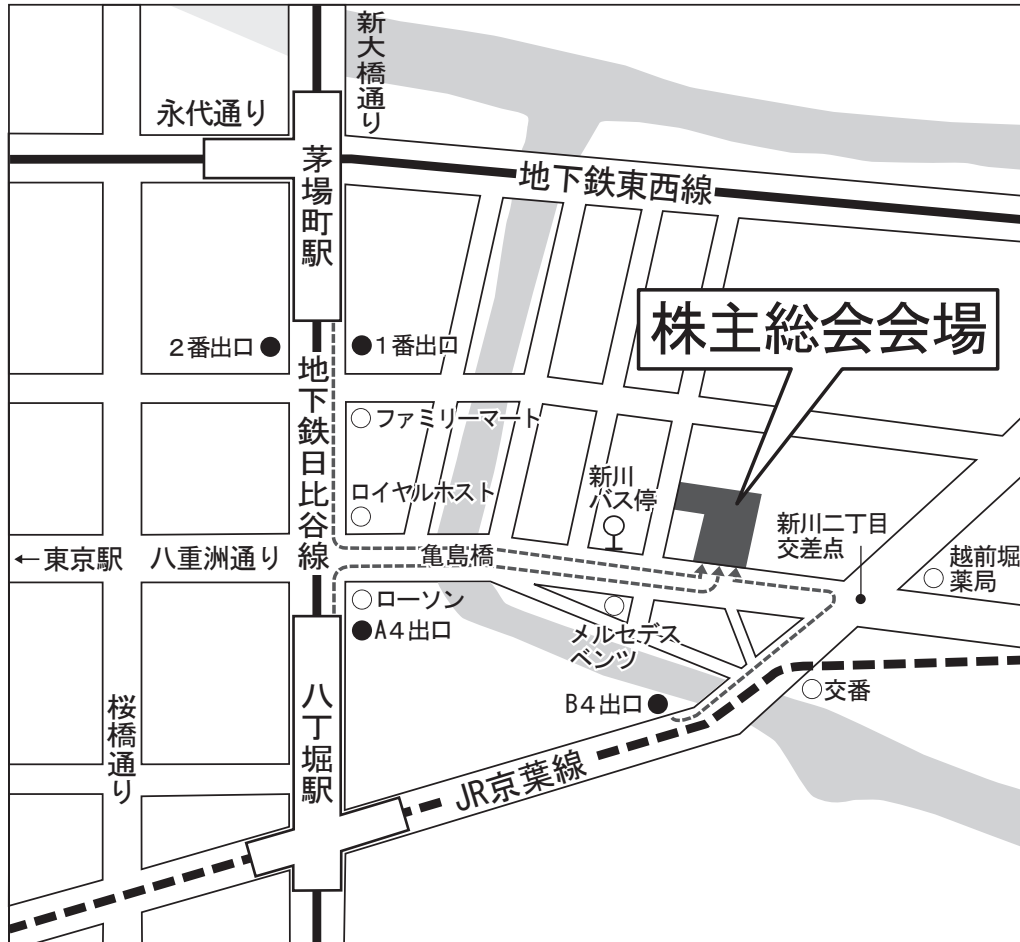 新大橋通り
永代通り
茅場町駅
地下鉄東西線
株主総会会場
２番出口
１番出口
地下鉄日比谷線
ファミリーマート
ロイヤルホスト
新川
バス停
新川二丁目
交差点
←東京駅
八重洲通り
亀島橋
越前堀
薬局
ローソン
A4出口
メルセデス
ベンツ
B4出口
交番
桜橋通り
八丁堀駅
JR京葉線